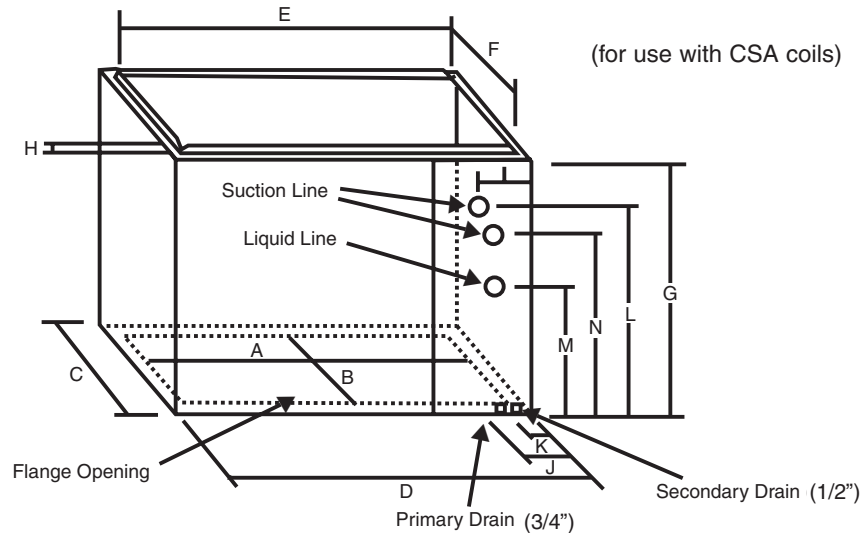 E
F
(for use with CSA coils)
H
I
Suction Line
Liquid Line
G
L
N
M
A
B
C
K
J
Flange Opening
D
Secondary Drain (1/2”)
Primary Drain (3/4”)